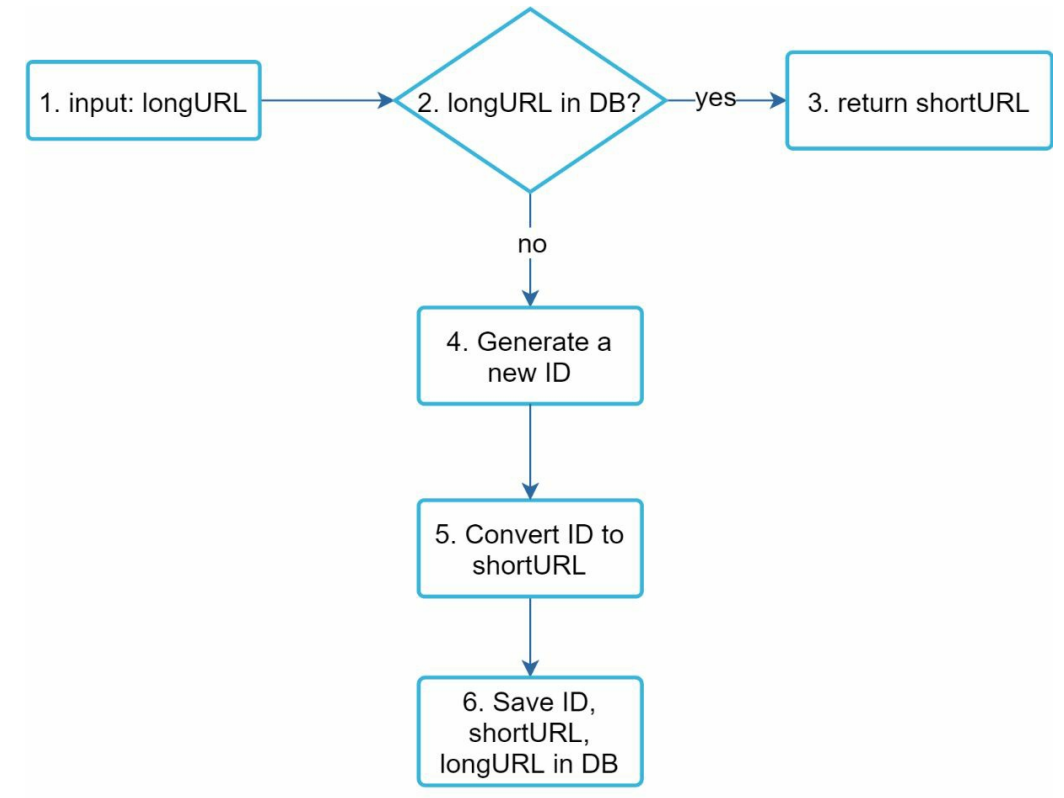 1. input: longURL
2. longURL in DB?
yes
3. return shortURL
no
4. Generate a
new ID
5. Convert ID to
shortURL
6. Save ID,
shortURL,
longURL in DB